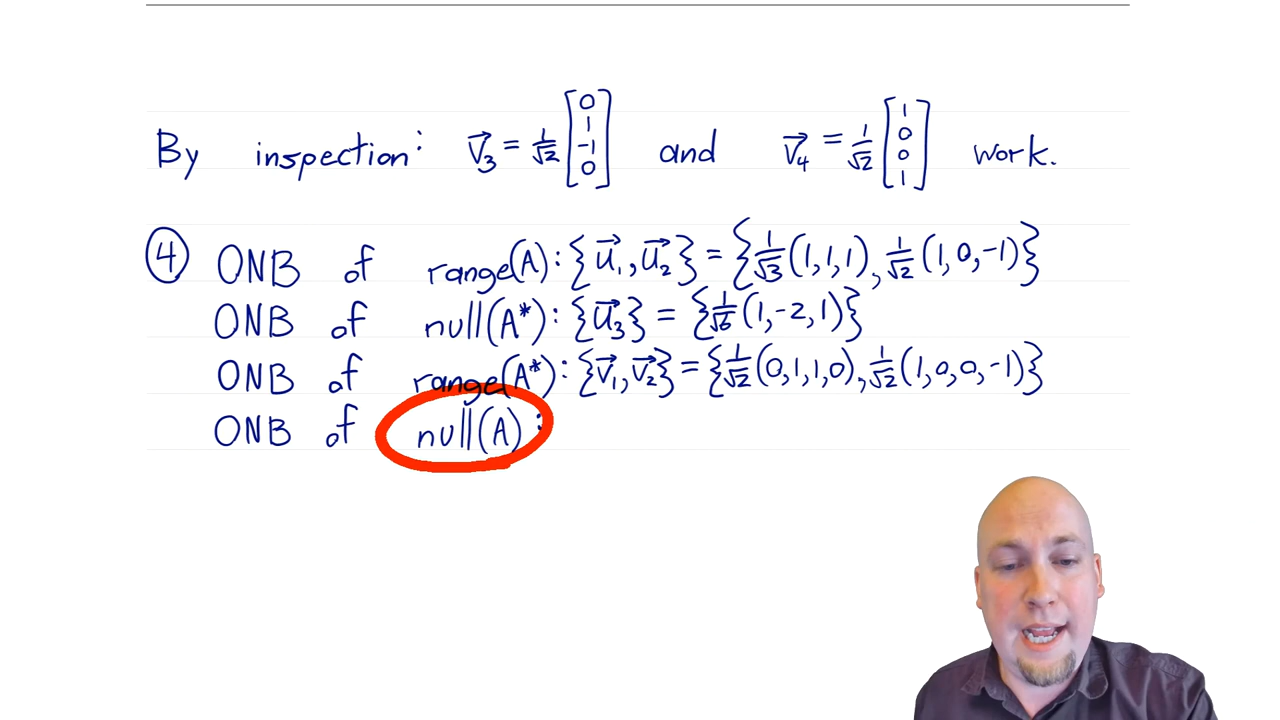 By inspection: v⃗₃ = 1/√2 [0 1 -1 0] and v⃗₄ = 1/√2 [1 0 0 1] work.
④ ONB of range(A): {u⃗₁, u⃗₂} = {1/√3 (1,1,1), 1/√2 (1,0,-1)}
ONB of null(A*): {u⃗₃} = {1/√6 (1,-2,1)}
ONB of range(A*): {v⃗₁, v⃗₂} = {1/√2 (0,1,1,0), 1/√2 (1,0,0,-1)}
ONB of null(A):